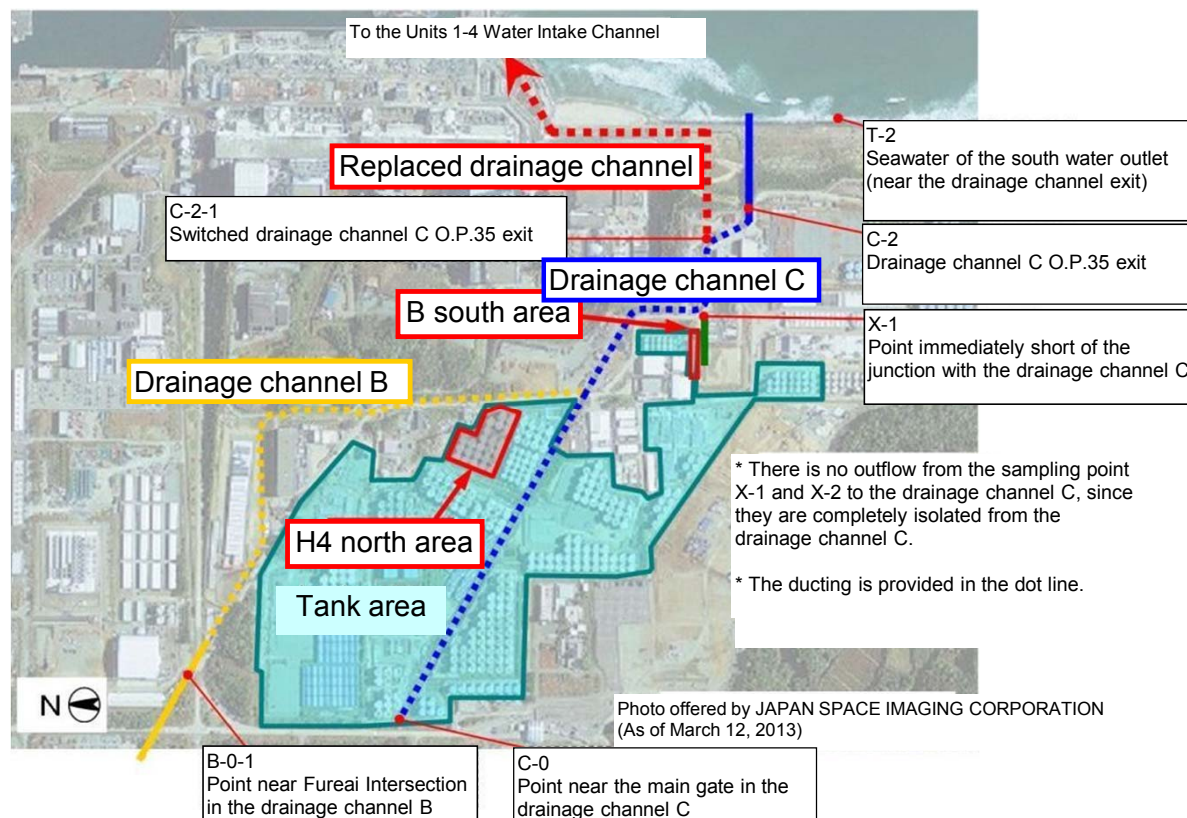 To the Units 1-4 Water Intake Channel
T-2
Seawater of the south water outlet
(near the drainage channel exit)
Replaced drainage channel
C-2-1
Switched drainage channel C O.P.35 exit
C-2
Drainage channel C O.P.35 exit
Drainage channel C
B south area
X-1
Point immediately short of the
junction with the drainage channel C
Drainage channel B
* There is no outflow from the sampling point
X-1 and X-2 to the drainage channel C, since
they are completely isolated from the
drainage channel C.
* The ducting is provided in the dot line.
H4 north area
Tank area
N
Photo offered by JAPAN SPACE IMAGING CORPORATION
(As of March 12, 2013)
B-0-1
Point near Fureai Intersection
in the drainage channel B
C-0
Point near the main gate in the
drainage channel C